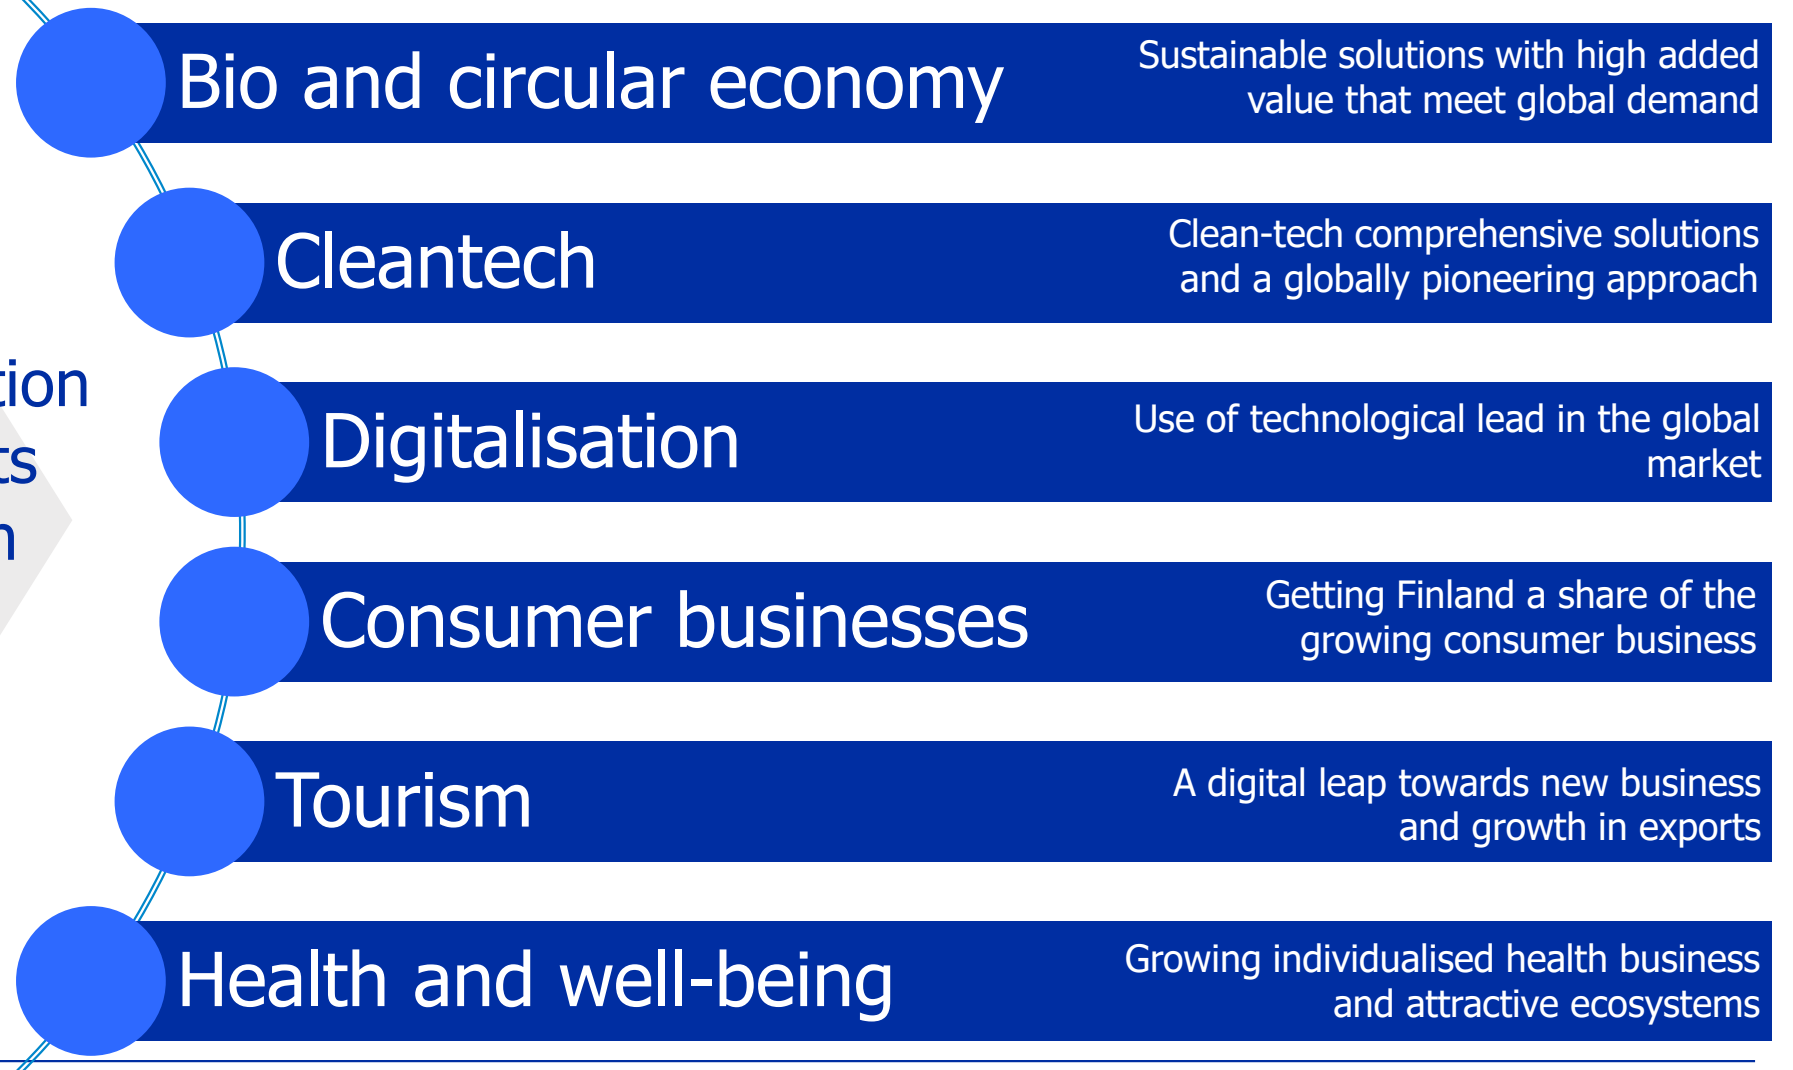 Bio and circular economy
Sustainable solutions with high added
value that meet global demand
Cleantech
Clean-tech comprehensive solutions
and a globally pioneering approach
Digitalisation
Use of technological lead in the global
market
Consumer businesses
Getting Finland a share of the
growing consumer business
Tourism
A digital leap towards new business
and growth in exports
Health and well-being
Growing individualised health business
and attractive ecosystems